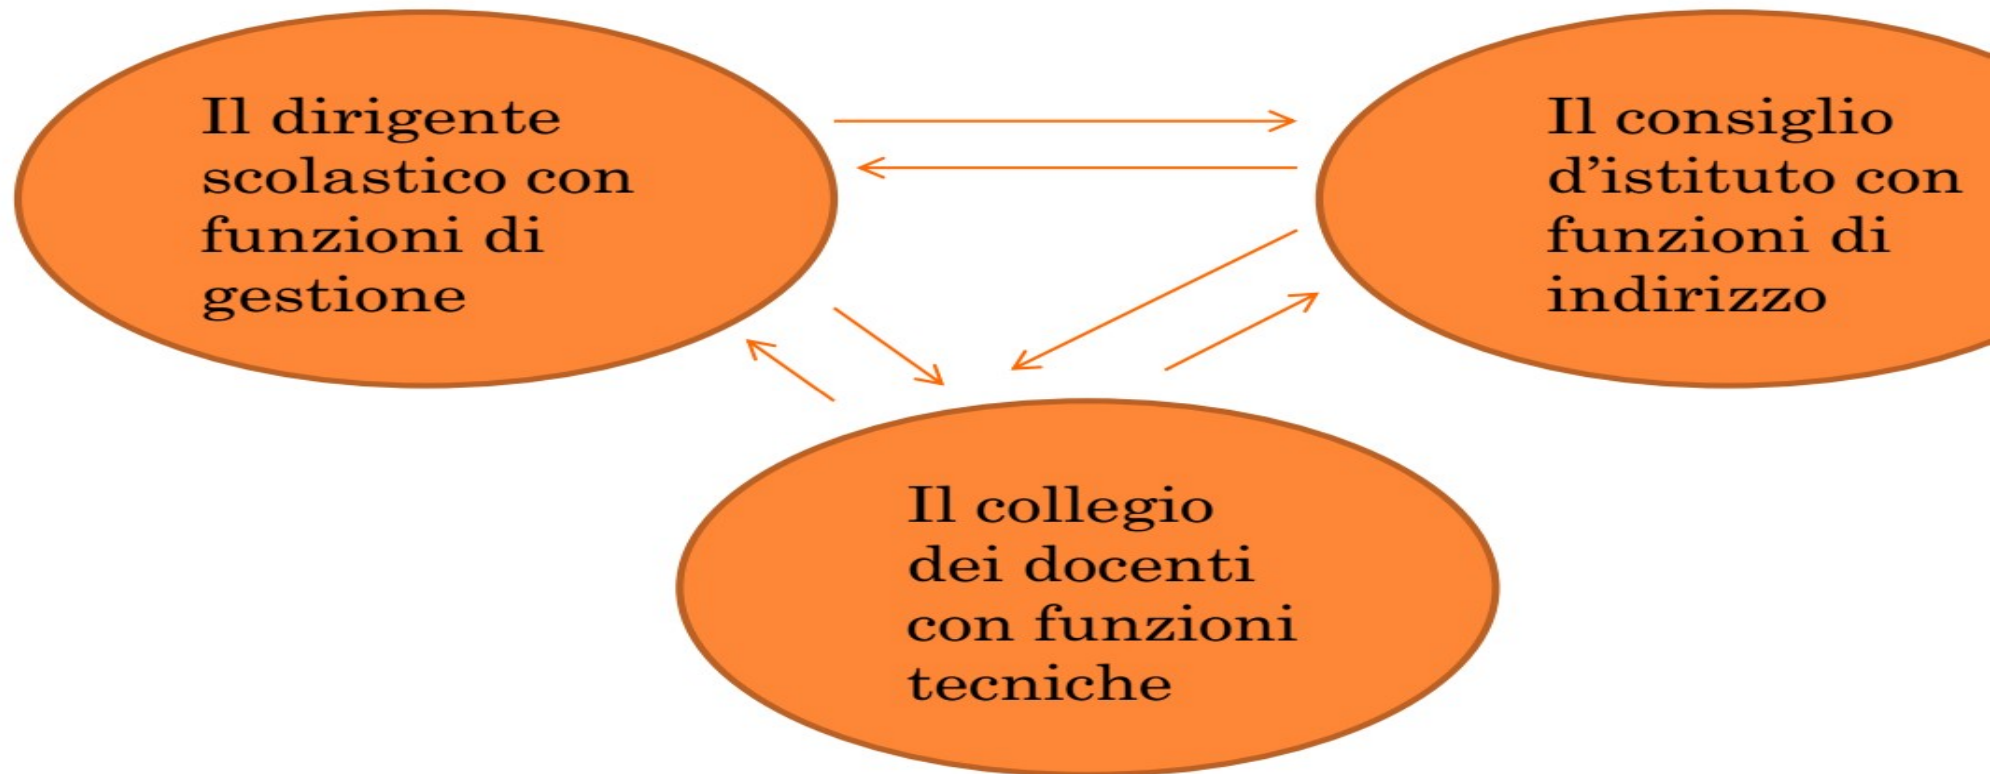 Il dirigente
scolastico con
funzioni di
gestione
Il consiglio
d'istituto con
funzioni di
indirizzo
Il collegio
dei docenti
con funzioni
tecniche